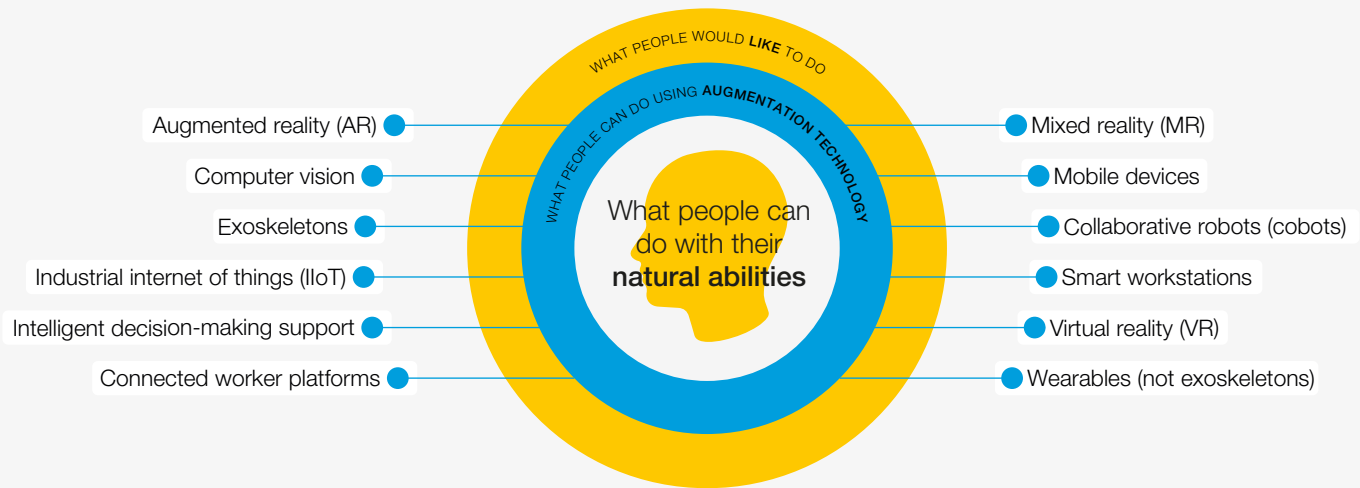 WHAT PEOPLE WOULD LIKE TO DO
WHAT PEOPLE CAN DO USING AUGMENTATION TECHNOLOGY
What people can
do with their
natural abilities
Augmented reality (AR)
Computer vision
Exoskeletons
Industrial internet of things (IIoT)
Intelligent decision-making support
Connected worker platforms
Mixed reality (MR)
Mobile devices
Collaborative robots (cobots)
Smart workstations
Virtual reality (VR)
Wearables (not exoskeletons)